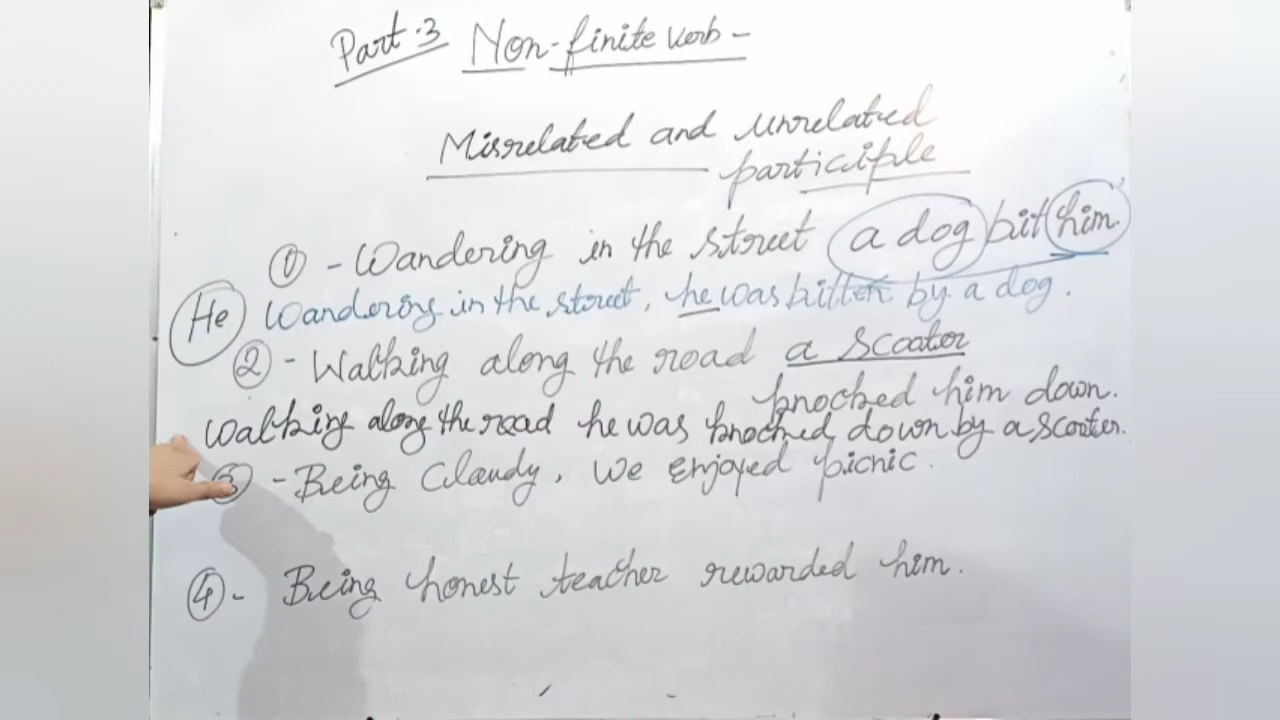 Part.3 Non-finite verb -
Misrelated and unrelated
participle
① - Wandering in the street a dog bit him.
He Wandering in the street, he was bitten by a dog.
② - Walking along the road a scooter
knocked him down.
Walking along the road he was knocked down by a scooter.
③ - Being Cloudy, we enjoyed picnic.
④ - Being honest teacher rewarded him.